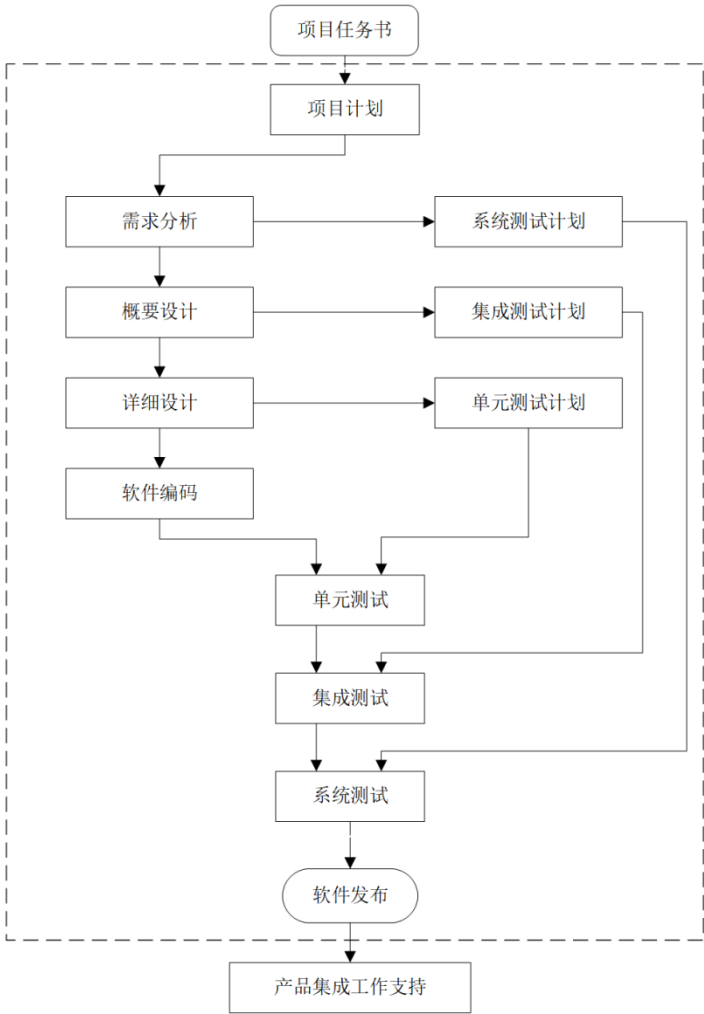 项目任务书
项目计划
需求分析
系统测试计划
概要设计
集成测试计划
详细设计
单元测试计划
软件编码
单元测试
集成测试
系统测试
软件发布
产品集成工作支持